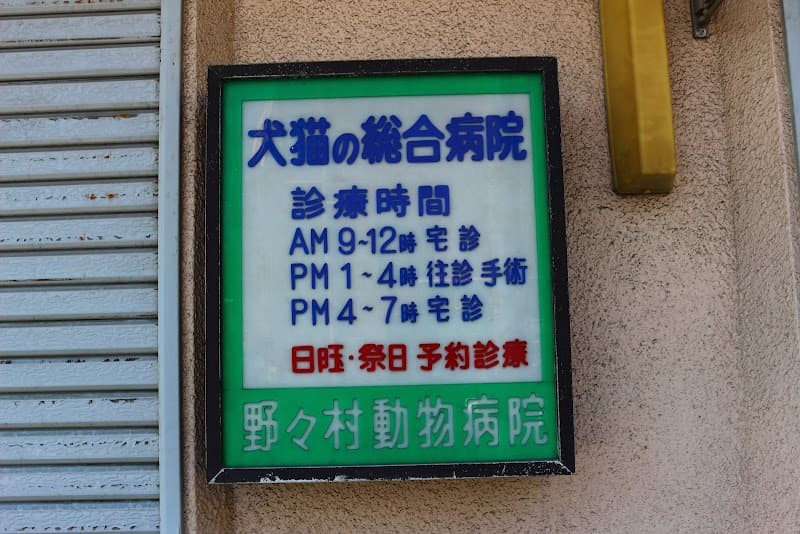 犬猫の総合病院
診療時間
AM 9~12時 宅診
PM 1~4時 往診 手術
PM 4~7時 宅診
日旺・祭日 予約診療
野々村動物病院